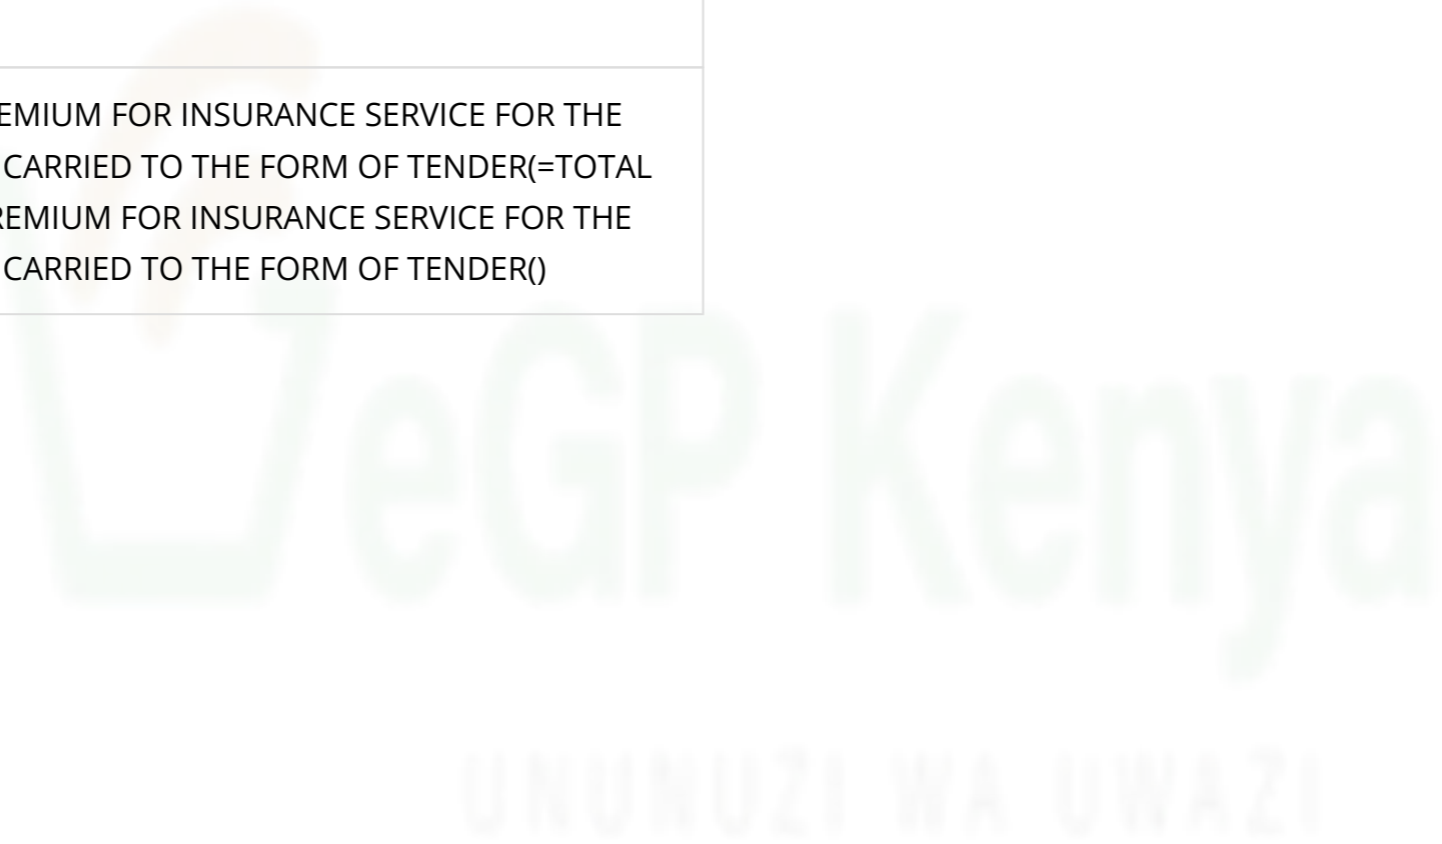 EMIUM FOR INSURANCE SERVICE FOR THE
CARRIED TO THE FORM OF TENDER(=TOTAL
REMIUM FOR INSURANCE SERVICE FOR THE
CARRIED TO THE FORM OF TENDER()
eGP Kenya
UNUNUZI WA UWAZI